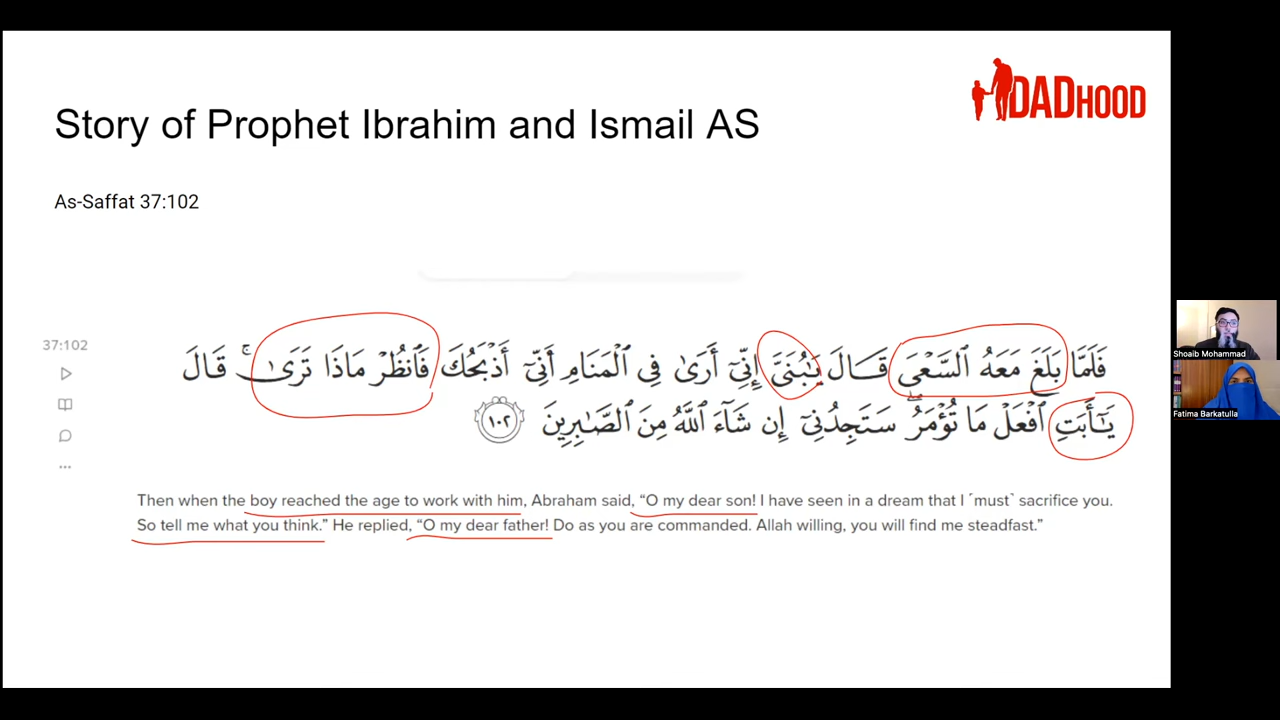 DADHOOD
Story of Prophet Ibrahim and Ismail AS
As-Saffat 37:102
37:102
فَلَمَّا بَلَغَ مَعَهُ ٱلسَّعْىَ قَالَ يَـٰبُنَىَّ إِنِّىٓ أَرَىٰ فِى ٱلْمَنَامِ أَنِّىٓ أَذْبَحُكَ فَٱنظُرْ مَاذَا تَرَىٰ ۚ قَالَ
يَـٰٓأَبَتِ ٱفْعَلْ مَا تُؤْمَرُ ۖ سَتَجِدُنِىٓ إِن شَآءَ ٱللَّهُ مِنَ ٱلصَّـٰبِرِينَ ١٠٢
Then when the boy reached the age to work with him, Abraham said, “O my dear son! I have seen in a dream that I ˹must˺ sacrifice you.
So tell me what you think.” He replied, “O my dear father! Do as you are commanded. Allah willing, you will find me steadfast.”
Shoaib Mohammad
Fatima Barkatulla